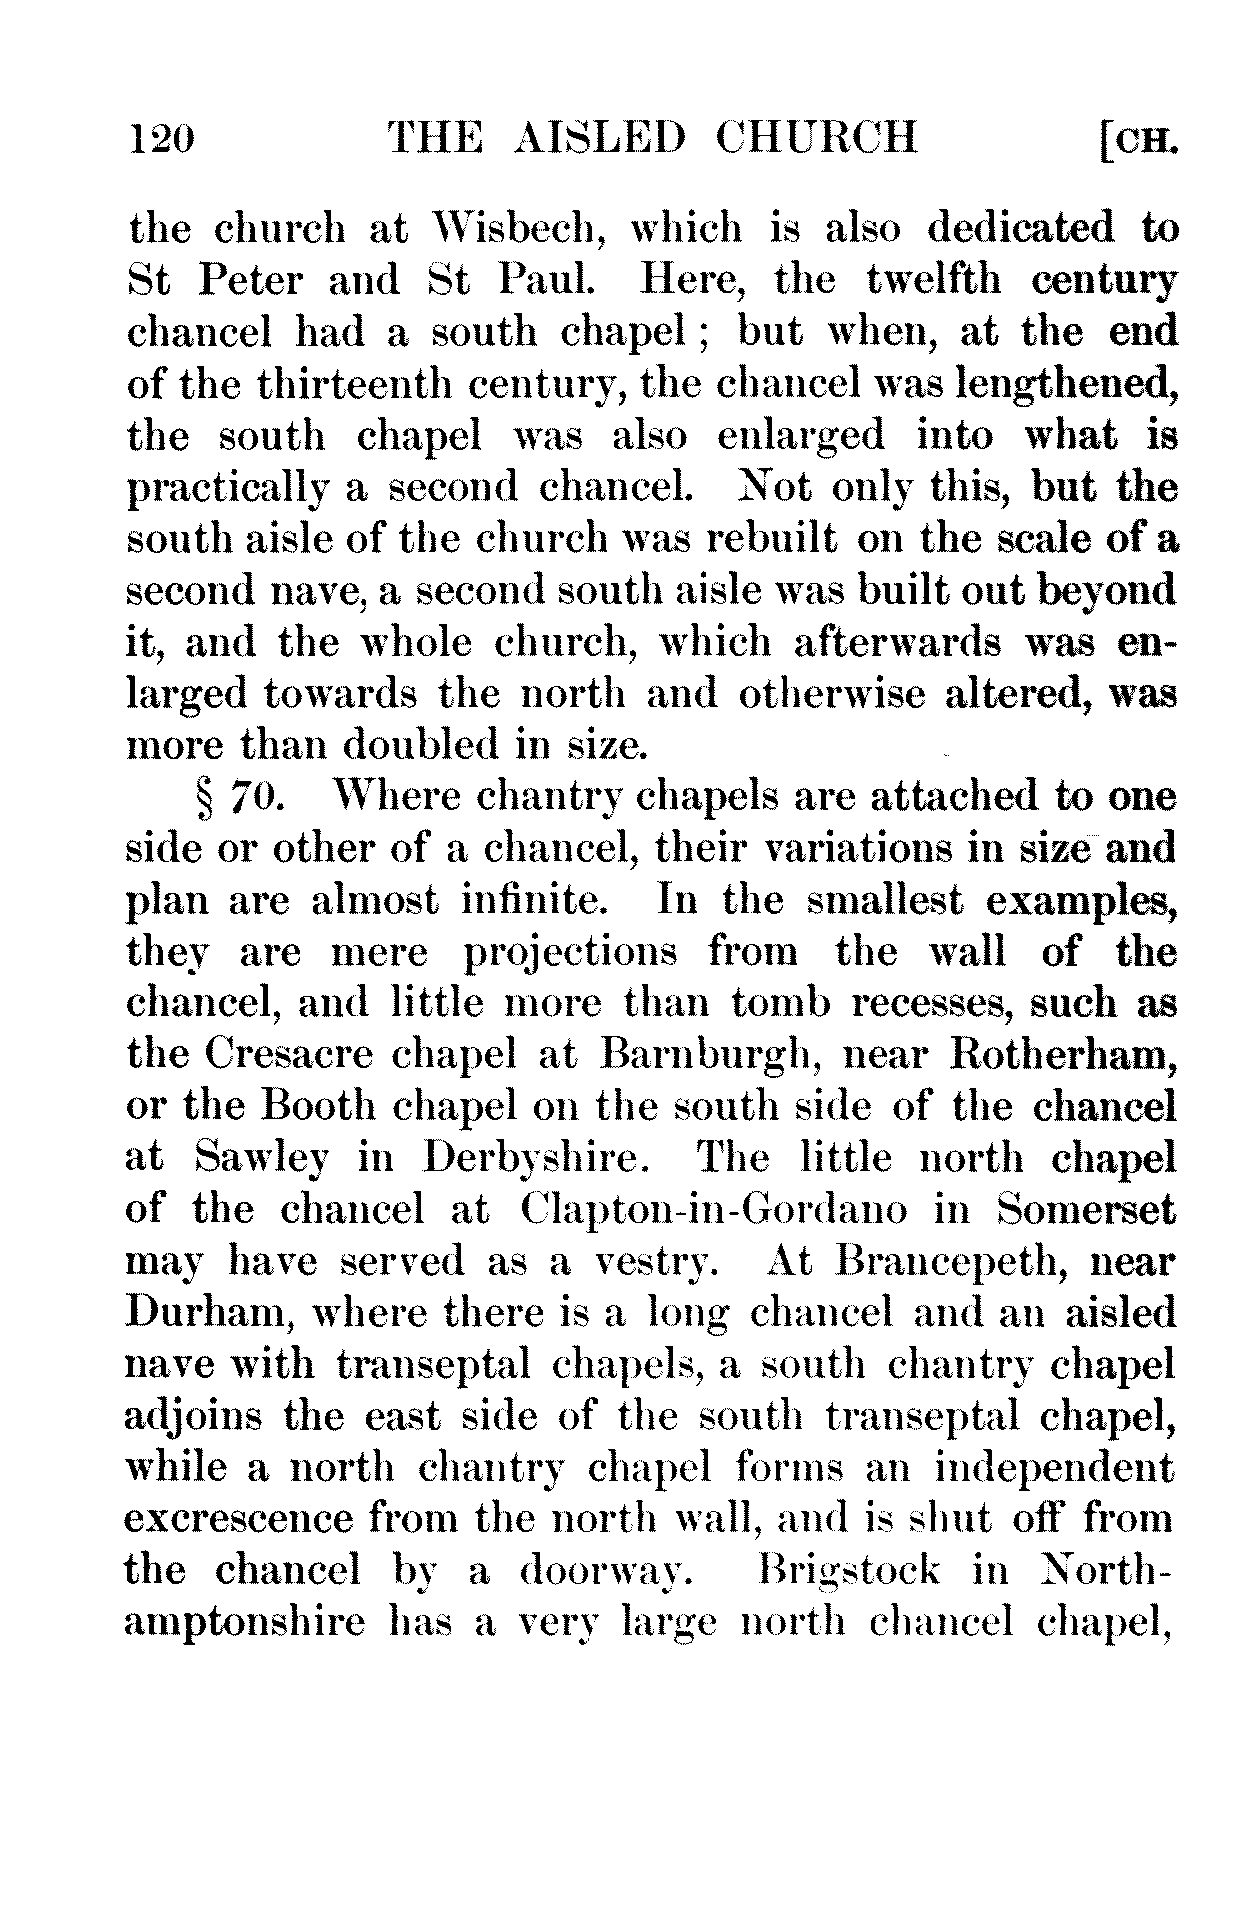 120 THE AISLED CHURCH [CH.
the church at Wisbech, which is also dedicated to
St Peter and St Paul. Here, the twelfth century
chancel had a south chapel ; but when, at the end
of the thirteenth century, the chancel was lengthened,
the south chapel was also enlarged into what is
practically a second chancel. Not only this, but the
south aisle of the church was rebuilt on the scale of a
second nave, a second south aisle was built out beyond
it, and the whole church, which afterwards was en-
larged towards the north and otherwise altered, was
more than doubled in size.
§ 70. Where chantry chapels are attached to one
side or other of a chancel, their variations in size and
plan are almost infinite. In the smallest examples,
they are mere projections from the wall of the
chancel, and little more than tomb recesses, such as
the Cresacre chapel at Barnburgh, near Rotherham,
or the Booth chapel on the south side of the chancel
at Sawley in Derbyshire. The little north chapel
of the chancel at Clapton-in-Gordano in Somerset
may have served as a vestry. At Brancepeth, near
Durham, where there is a long chancel and an aisled
nave with transeptal chapels, a south chantry chapel
adjoins the east side of the south transeptal chapel,
while a north chantry chapel forms an independent
excrescence from the north wall, and is shut off from
the chancel by a doorway. Brigstock in North-
amptonshire has a very large north chancel chapel,